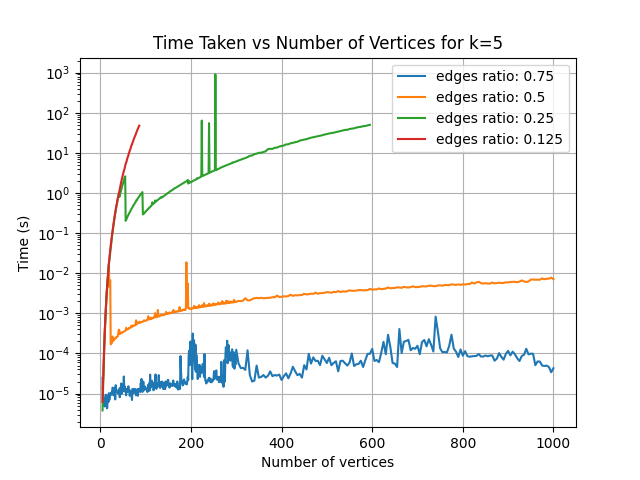 Time Taken vs Number of Vertices for k=5
edges ratio: 0.75
edges ratio: 0.5
edges ratio: 0.25
edges ratio: 0.125
Time (s)
10³
10²
10¹
10⁰
10⁻¹
10⁻²
10⁻³
10⁻⁴
10⁻⁵
0 200 400 600 800 1000
Number of vertices